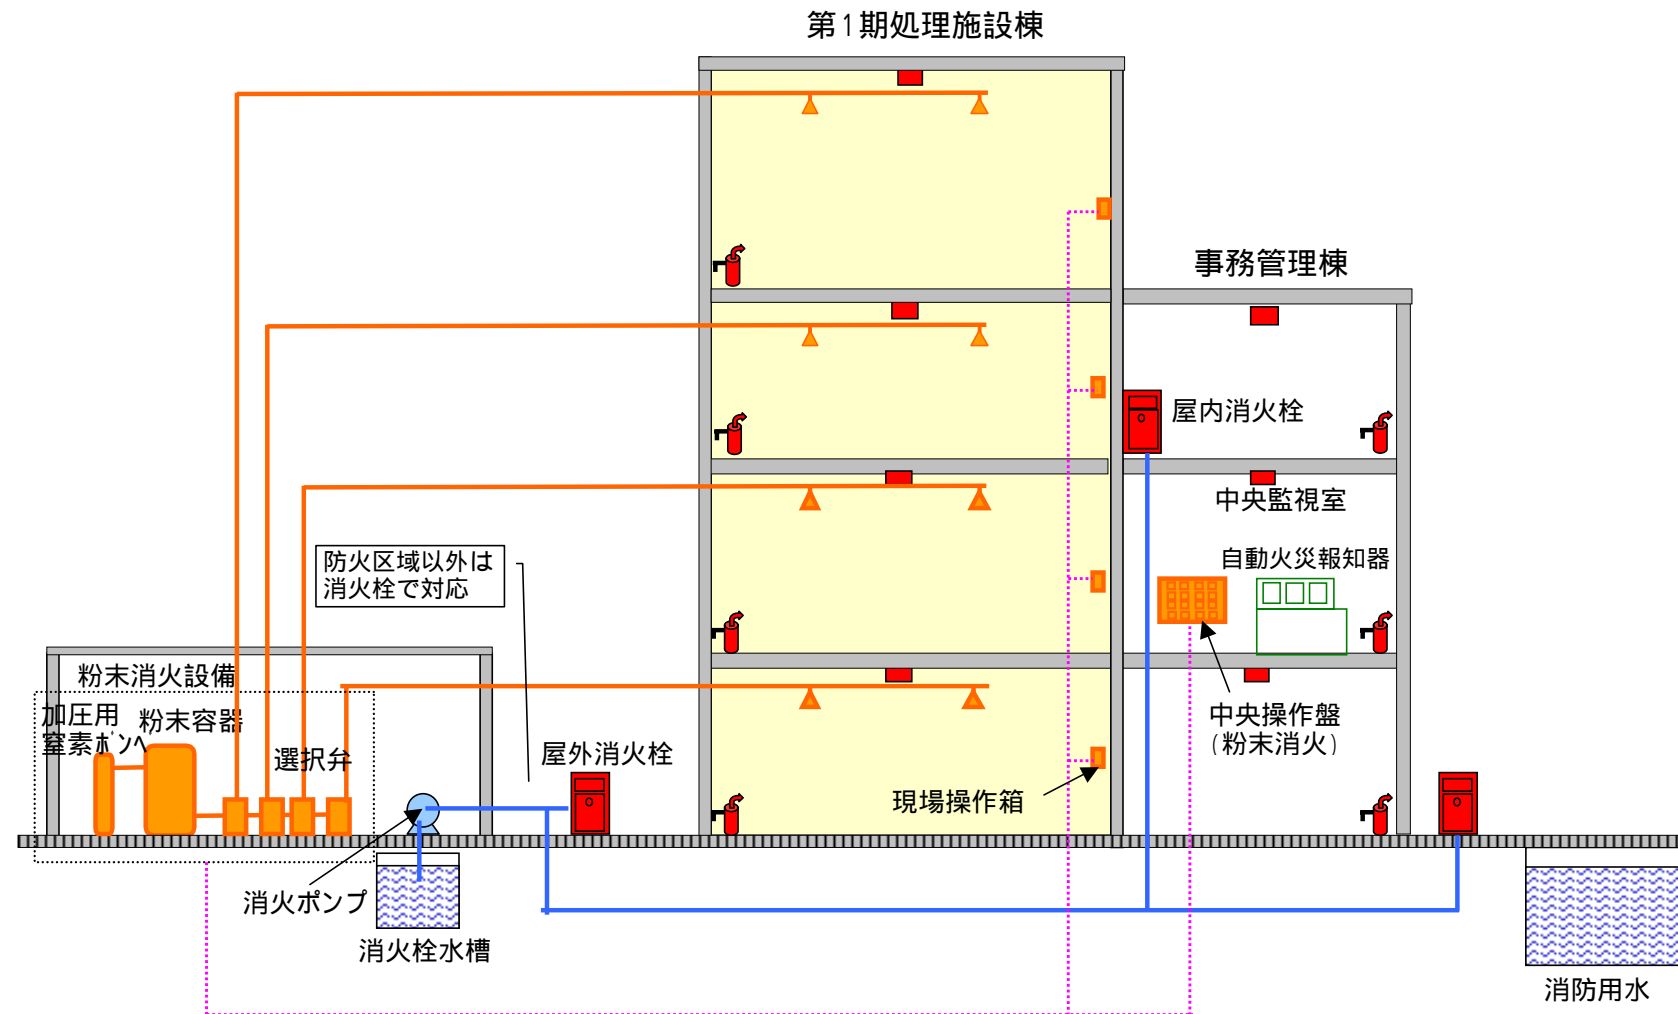 第1期処理施設棟
事務管理棟
屋内消火栓
中央監視室
自動火災報知器
防火区域以外は
消火栓で対応
粉末消火設備
加圧用
窒素ﾎﾞﾝﾍﾞ
粉末容器
選択弁
屋外消火栓
中央操作盤
(粉末消火)
現場操作箱
消火ポンプ
消火栓水槽
消防用水